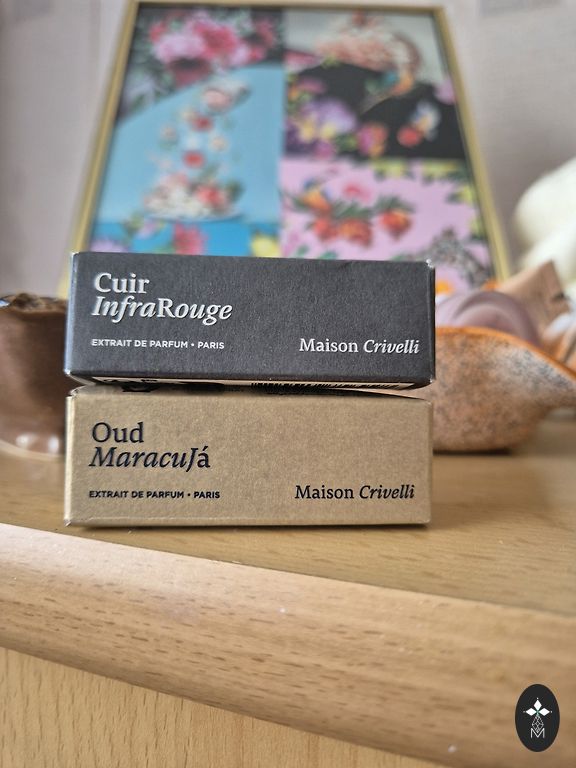 Cuir
InfraRouge
EXTRAIT DE PARFUM • PARIS
Maison Crivelli
Oud
MaracuJá
EXTRAIT DE PARFUM • PARIS
Maison Crivelli
M